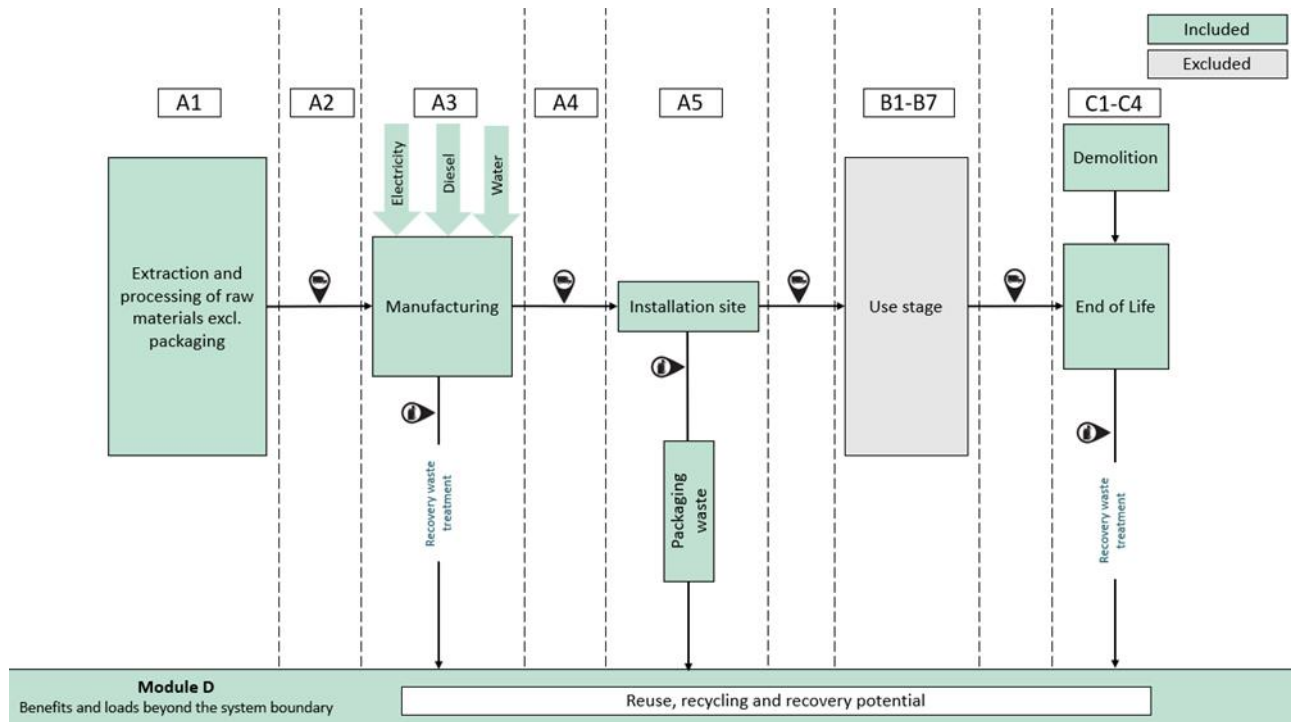 Included
Excluded
A1
A2
A3
A4
A5
B1-B7
C1-C4
Electricity
Diesel
Water
Demolition
Extraction and
processing of raw
materials excl.
packaging
Manufacturing
Installation site
Use stage
End of Life
Recovery waste
treatment
Packaging
waste
Recovery waste
treatment
Module D
Benefits and loads beyond the system boundary
Reuse, recycling and recovery potential